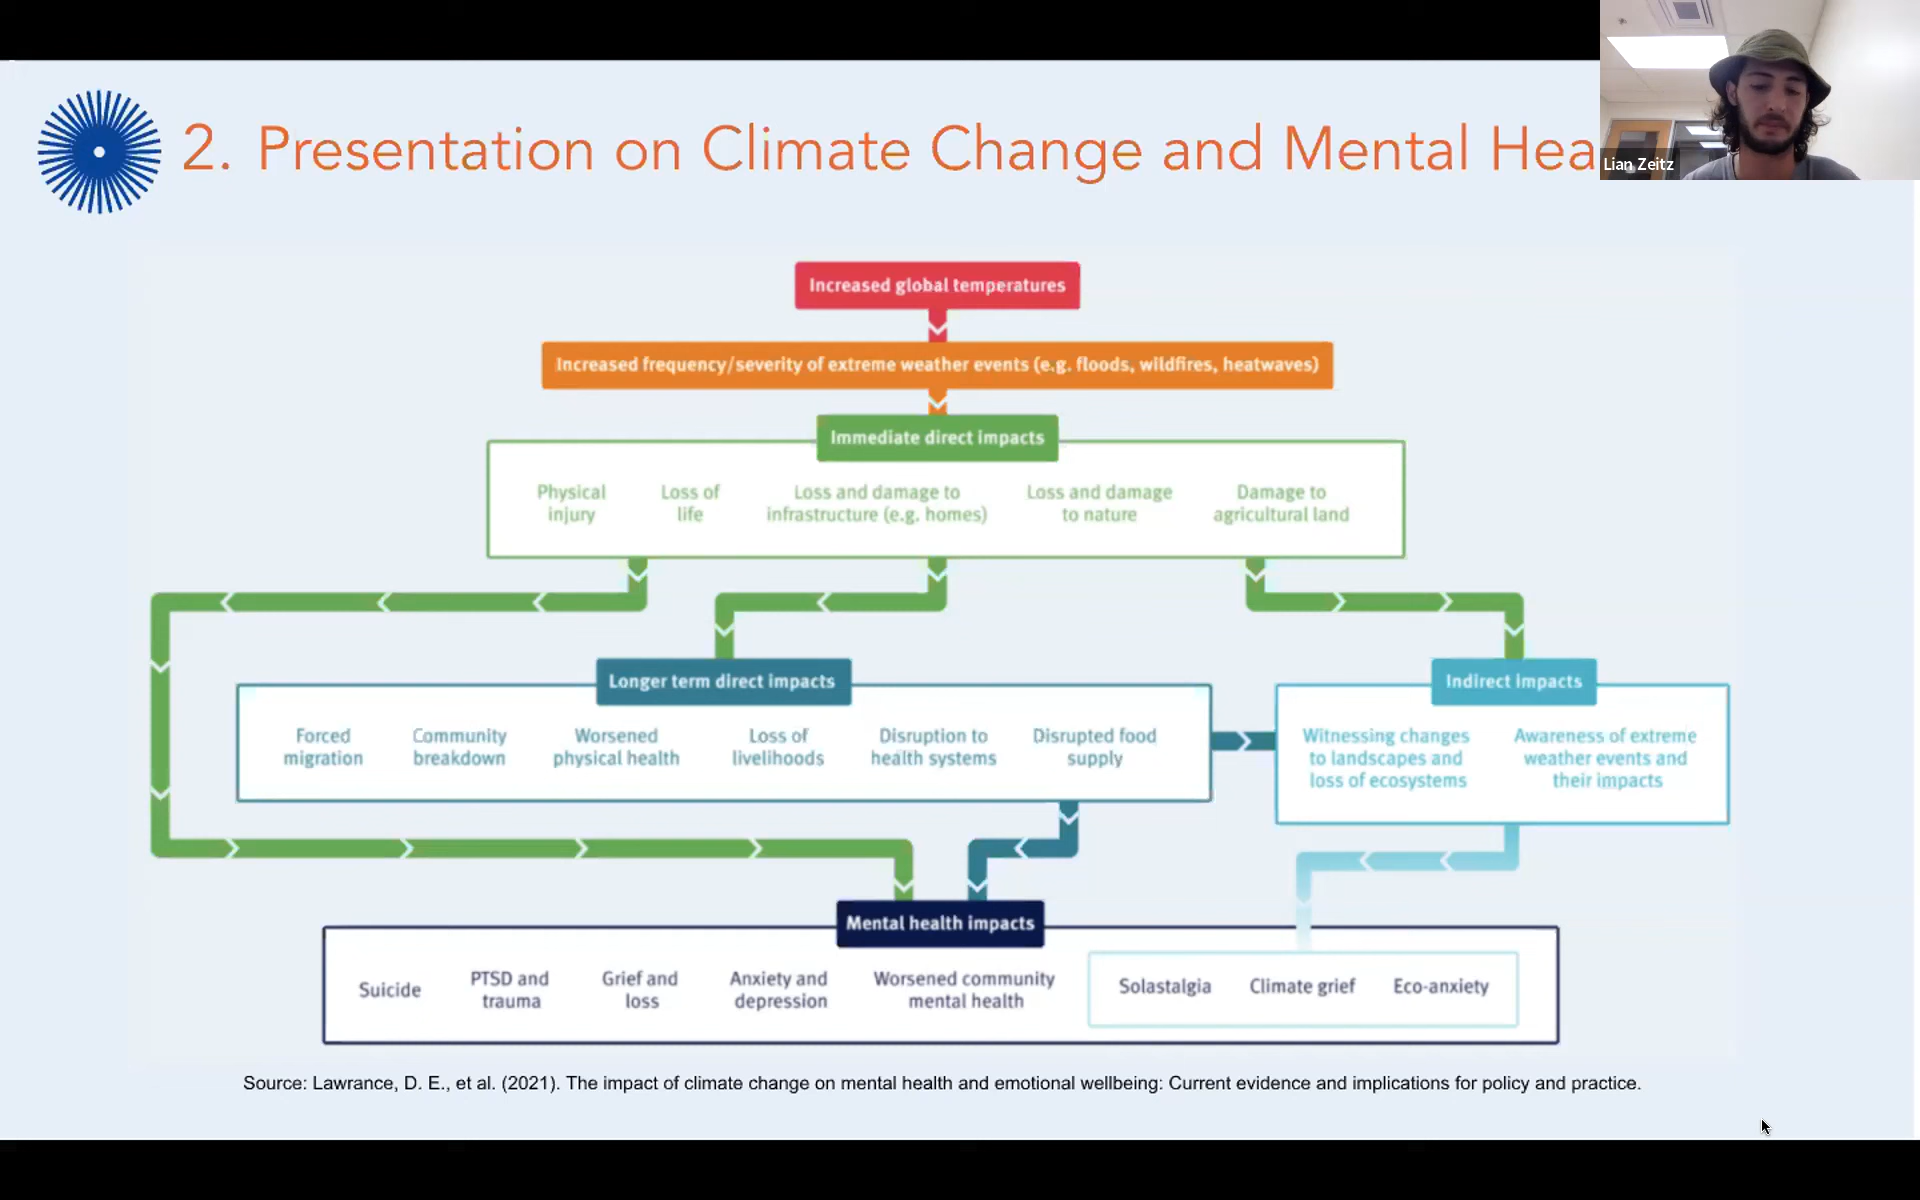 2. Presentation on Climate Change and Mental Hea
Lian Zeitz
Increased global temperatures
Increased frequency/severity of extreme weather events (e.g. floods, wildfires, heatwaves)
Immediate direct impacts
Physical
injury
Loss of
life
Loss and damage to
infrastructure (e.g. homes)
Loss and damage
to nature
Damage to
agricultural land
Longer term direct impacts
Forced
migration
Community
breakdown
Worsened
physical health
Loss of
livelihoods
Disruption to
health systems
Disrupted food
supply
Indirect impacts
Witnessing changes
to landscapes and
loss of ecosystems
Awareness of extreme
weather events and
their impacts
Mental health impacts
Suicide
PTSD and
trauma
Grief and
loss
Anxiety and
depression
Worsened community
mental health
Solastalgia
Climate grief
Eco-anxiety
Source: Lawrance, D. E., et al. (2021). The impact of climate change on mental health and emotional wellbeing: Current evidence and implications for policy and practice.